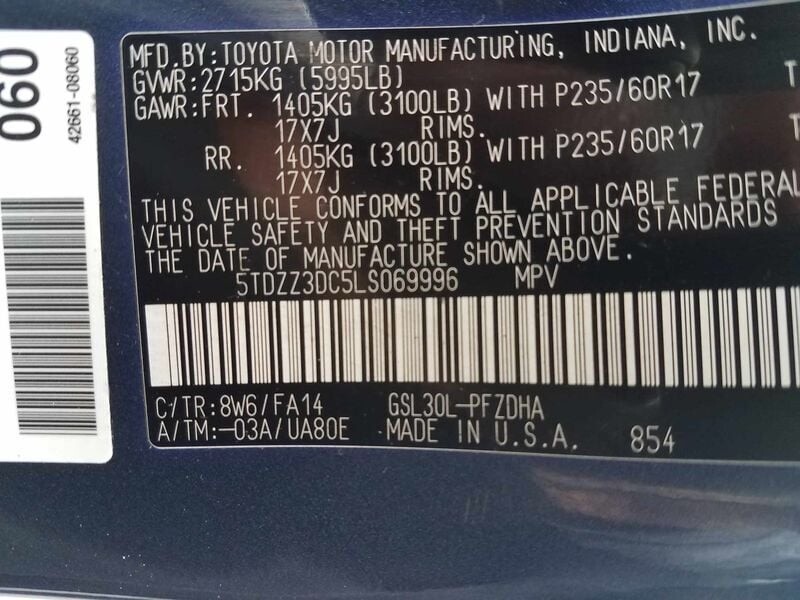 MFD.BY:TOYOTA MOTOR MANUFACTURING, INDIANA, INC.
GVWR:2715KG (5995LB)
GAWR:FRT. 1405KG (3100LB) WITH P235/60R17 T
17X7J RIMS.
RR. 1405KG (3100LB) WITH P235/60R17 T
17X7J RIMS.
THIS VEHICLE CONFORMS TO ALL APPLICABLE FEDERAL
VEHICLE SAFETY AND THEFT PREVENTION STANDARDS
THE DATE OF MANUFACTURE SHOWN ABOVE.
5TDZZ3DC5LS069996 MPV
C/TR:8W6/FA14 GSL30L-PFZDHA
A/TM:-03A/UA80E MADE IN U.S.A. 854
060
42661-08060